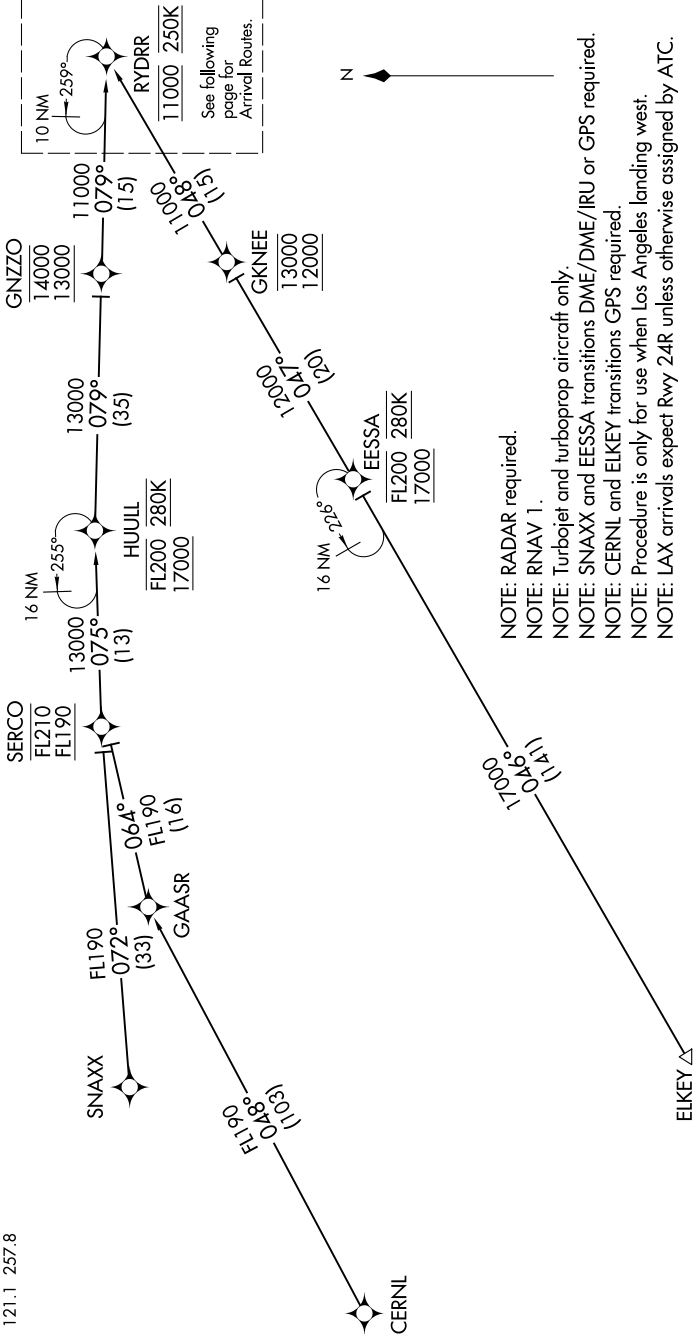 121.1 257.8
SERCO
FL210
FL190
GNZZO
14000
13000
10 NM
259°
RYDRR
11000 250K
See following
page for
Arrival Routes.
16 NM
255°
HUULL
FL200 280K
17000
SNAXX
FL190
072°
(33)
13000
075°
(13)
13000
079°
(35)
11000
079°
(15)
GAASR
064°
FL190
(16)
CERNL
FL190
048°
(103)
11000
048°
(15)
GKNEE
13000
12000
12000
047°
(20)
EESSA
FL200 280K
17000
16 NM
226°
17000
046°
(141)
ELKEY
N
NOTE: RADAR required.
NOTE: RNAV 1.
NOTE: Turbojet and turboprop aircraft only.
NOTE: SNAXX and EESSA transitions DME/DME/IRU or GPS required.
NOTE: CERNL and ELKEY transitions GPS required.
NOTE: Procedure is only for use when Los Angeles landing west.
NOTE: LAX arrivals expect Rwy 24R unless otherwise assigned by ATC.